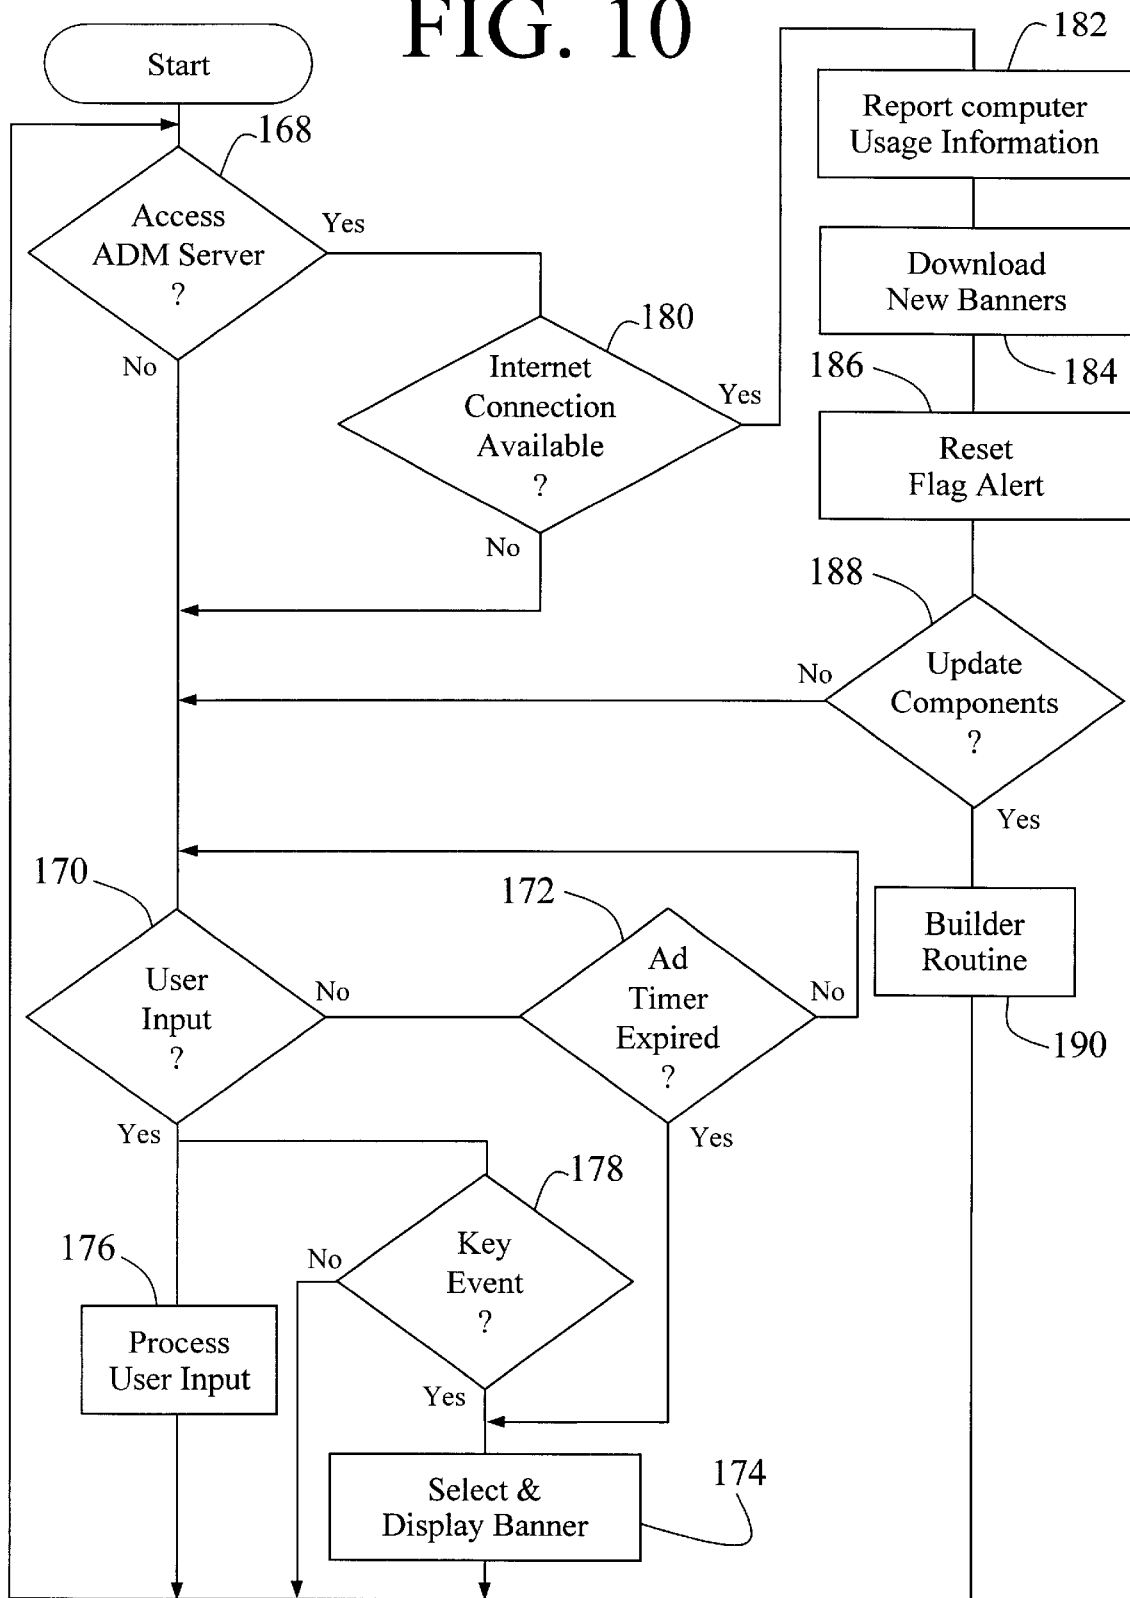 FIG. 10
Start
168
Access
ADM Server
?
Yes
No
180
Internet
Connection
Available
?
Yes
No
182
Report computer
Usage Information
Download
New Banners
184
186
Reset
Flag Alert
188
Update
Components
?
No
Yes
Builder
Routine
190
170
User
Input
?
No
Yes
172
Ad
Timer
Expired
?
No
Yes
178
Key
Event
?
No
Yes
176
Process
User Input
174
Select &
Display Banner